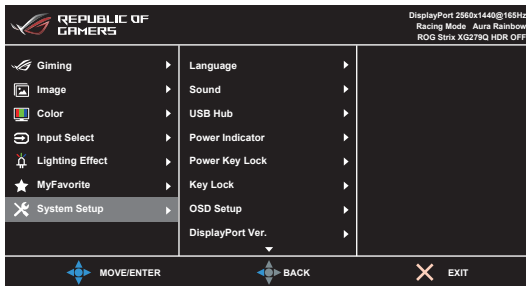 REPUBLIC OF
GAMERS
DisplayPort 2560x1440@165Hz
Racing Mode Aura Rainbow
ROG Strix XG279Q HDR OFF
Giming
Image
Color
Input Select
Lighting Effect
MyFavorite
System Setup
Language
Sound
USB Hub
Power Indicator
Power Key Lock
Key Lock
OSD Setup
DisplayPort Ver.
MOVE/ENTER
BACK
EXIT